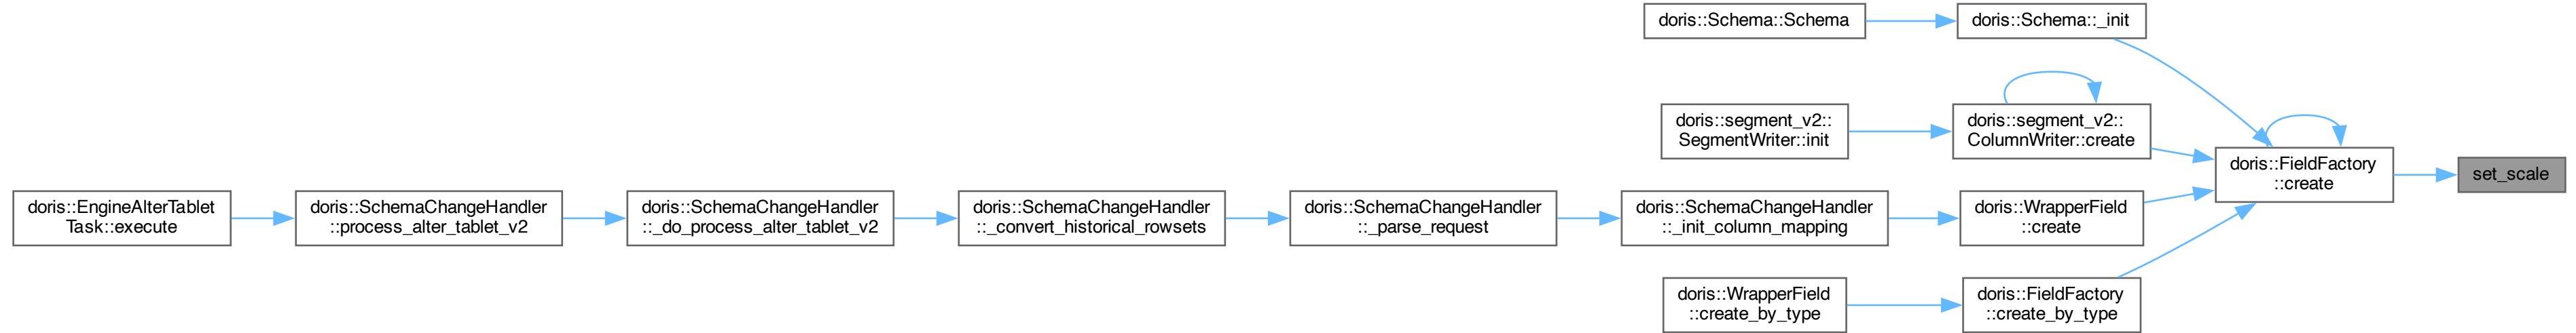 doris::Schema::Schema
doris::Schema::_init
doris::segment_v2::
SegmentWriter::init
doris::segment_v2::
ColumnWriter::create
doris::FieldFactory
::create
set_scale
doris::EngineAlterTablet
Task::execute
doris::SchemaChangeHandler
::process_alter_tablet_v2
doris::SchemaChangeHandler
::_do_process_alter_tablet_v2
doris::SchemaChangeHandler
::_convert_historical_rowsets
doris::SchemaChangeHandler
::_parse_request
doris::SchemaChangeHandler
::_init_column_mapping
doris::WrapperField
::create
doris::WrapperField
::create_by_type
doris::FieldFactory
::create_by_type